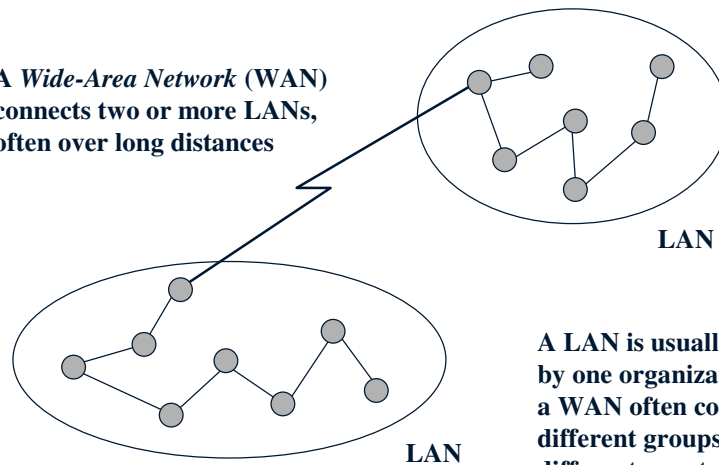 A Wide-Area Network (WAN)
connects two or more LANs,
often over long distances
LAN
A LAN is usuall
by one organiza
a WAN often co
different groups
LAN